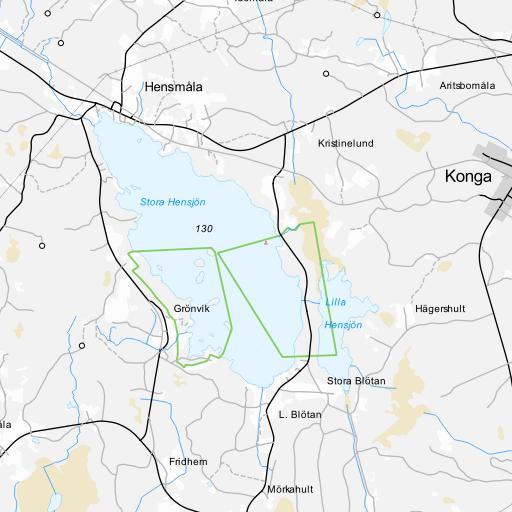 Hensmåla
Aritsbomåla
Kristinelund
Konga
Stora Hensjön
130
Grönvik
Lilla
Hensjön
Hägershult
Stora Blötan
L. Blötan
Fridhem
Mörkahult